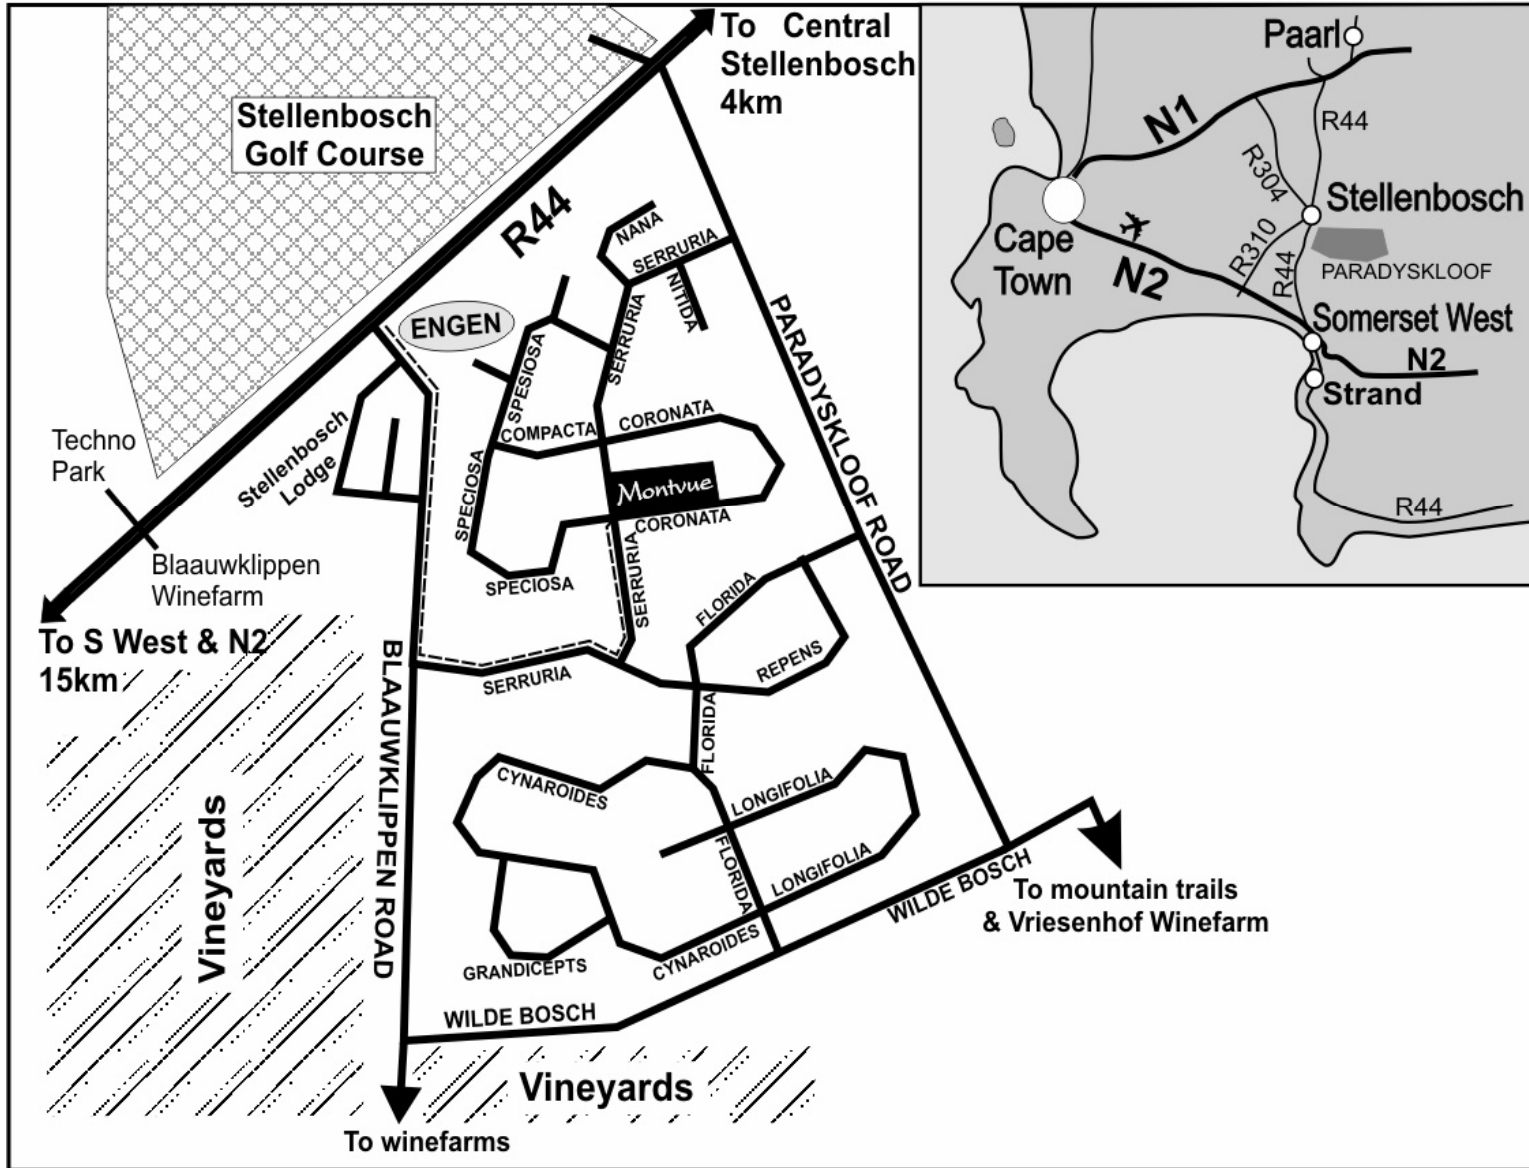 To Central
Stellenbosch
4km
Stellenbosch
Golf Course
R44
NANA
SERRURIA
NITIDA
ENGEN
SPESIOSA
SERRURIA
PARADYSKLOOF ROAD
COMPACTA
CORONATA
Stellenbosch
Lodge
Techno
Park
SPECIOSA
Montvue
CORONATA
Blaauwklippen
Winefarm
SPECIOSA
SERRURIA
FLORIDA
To S West & N2
15km
BLAAUWKLIPPEN ROAD
SERRURIA
REPENS
FLORIDA
CYNAROIDES
LONGIFOLIA
Vineyards
FLORIDA
LONGIFOLIA
WILDE BOSCH
To mountain trails
& Vriesenhof Winefarm
GRANDICEPTS
CYNAROIDES
WILDE BOSCH
Vineyards
To winefarms
Paarl
N1
R44
R304
Stellenbosch
Cape
Town
N2
R310
R44
PARADYSKLOOF
Somerset West
N2
Strand
R44